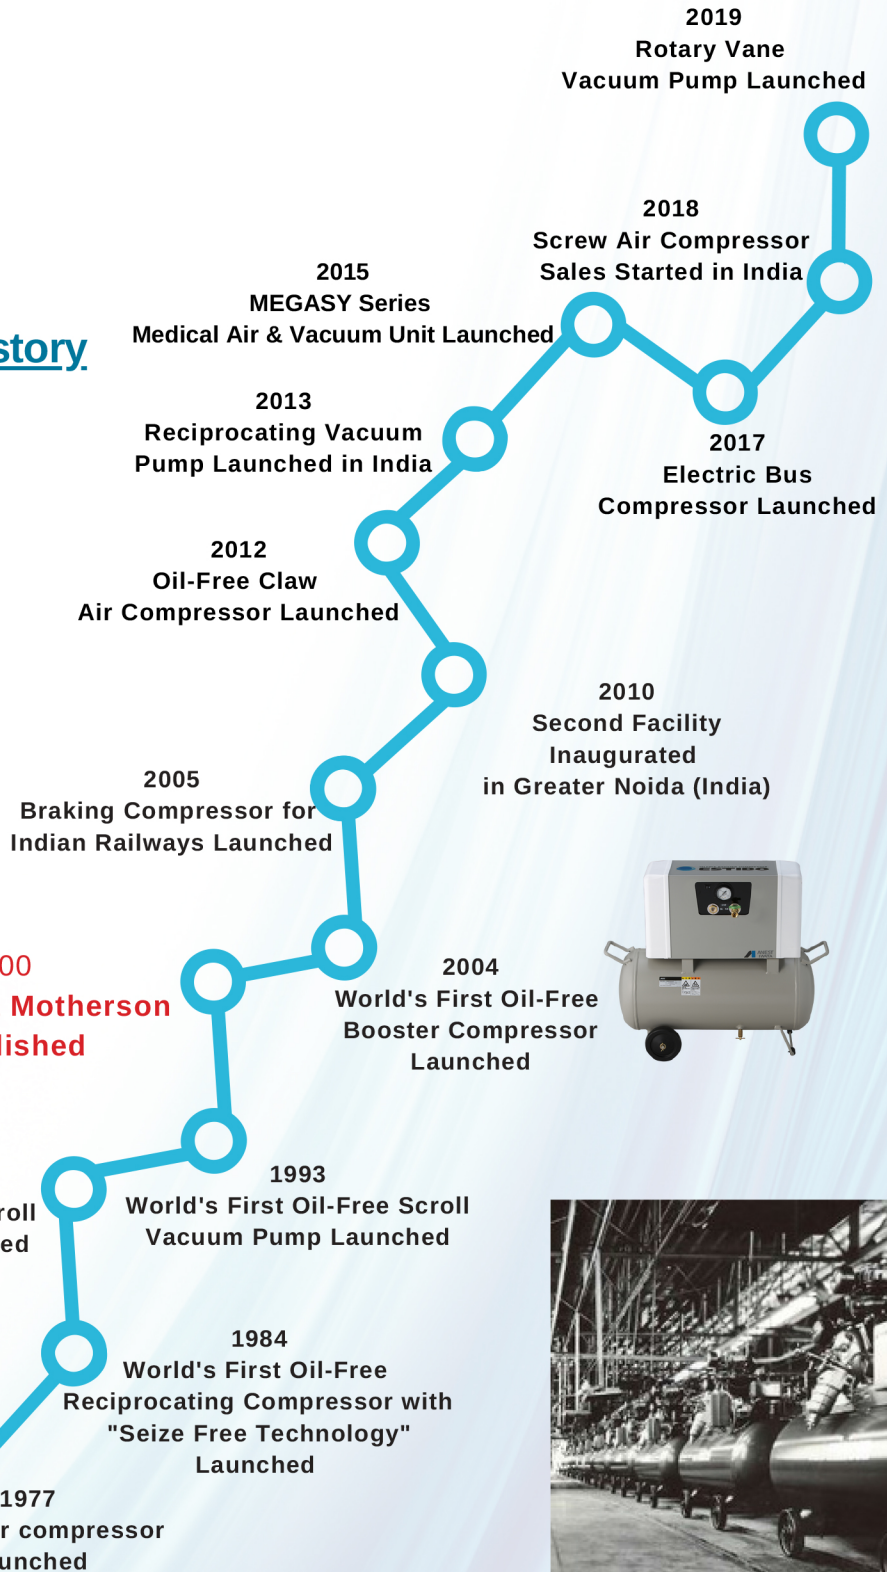 2019
Rotary Vane
Vacuum Pump Launched
2018
Screw Air Compressor
Sales Started in India
2015
MEGASY Series
Medical Air & Vacuum Unit Launched
story
2013
Reciprocating Vacuum
Pump Launched in India
2017
Electric Bus
Compressor Launched
2012
Oil-Free Claw
Air Compressor Launched
2010
Second Facility
Inaugurated
in Greater Noida (India)
2005
Braking Compressor for
Indian Railways Launched
00
Motherson
lished
2004
World's First Oil-Free
Booster Compressor
Launched
1993
World's First Oil-Free Scroll
Vacuum Pump Launched
roll
ed
1984
World's First Oil-Free
Reciprocating Compressor with
"Seize Free Technology"
Launched
1977
r compressor
unched